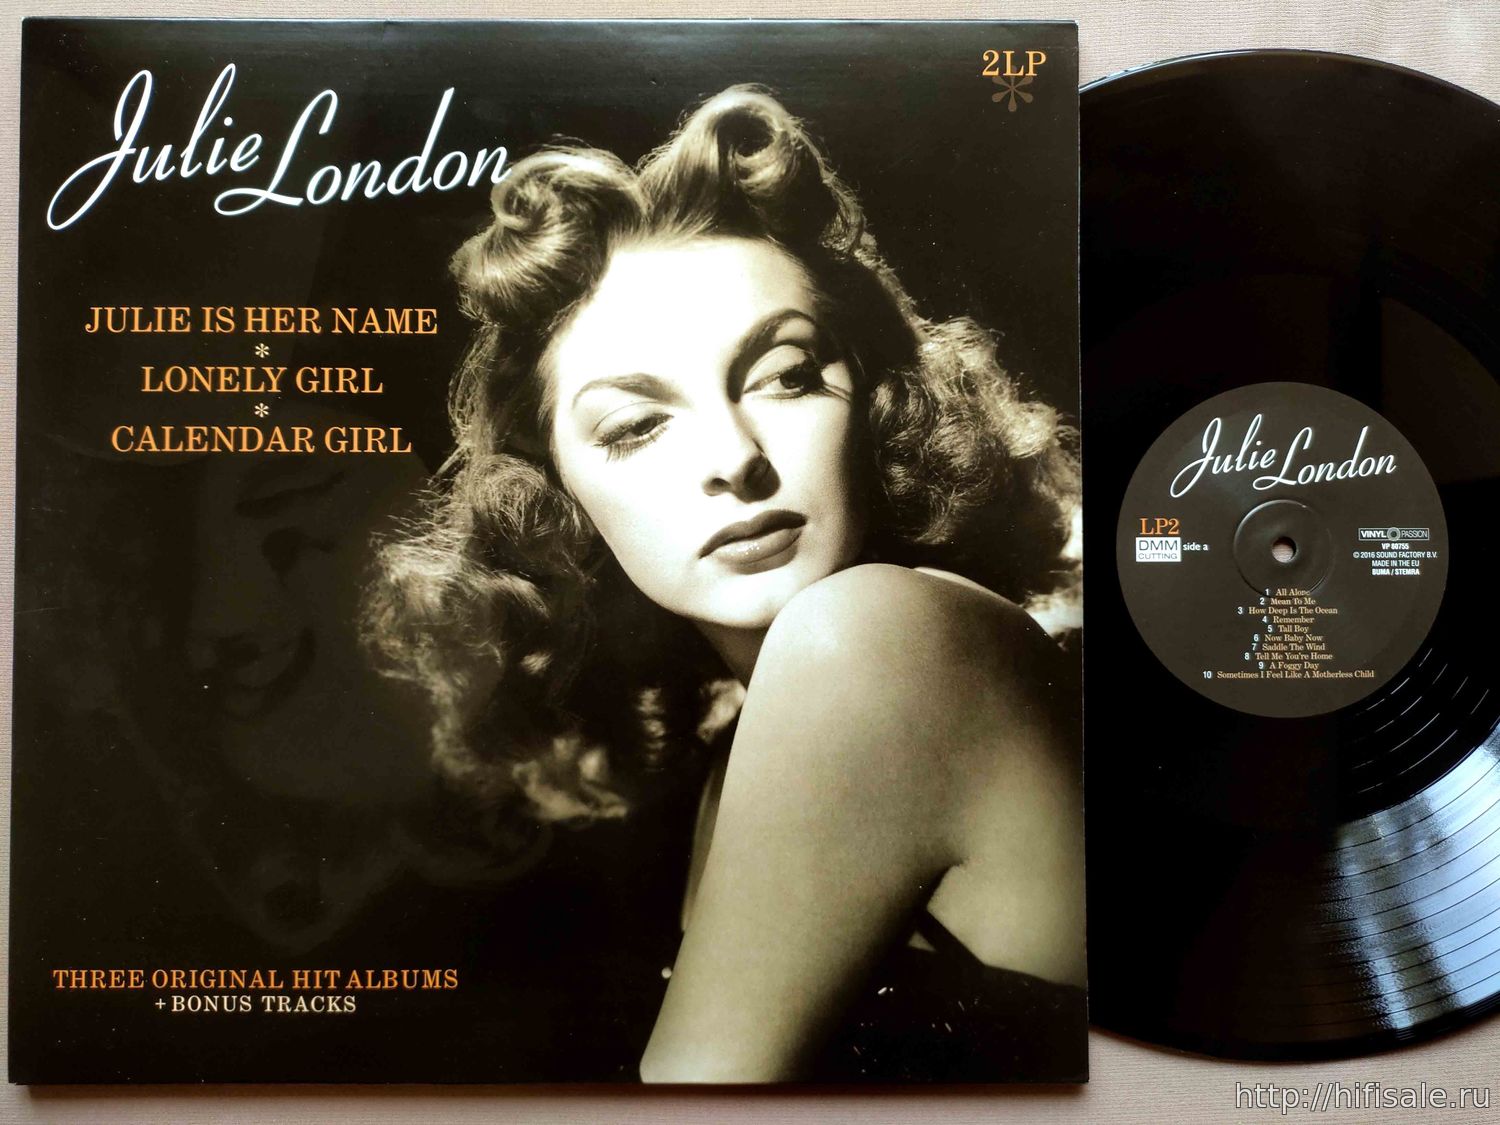 2LP
Julie London
JULIE IS HER NAME
*
LONELY GIRL
*
CALENDAR GIRL
THREE ORIGINAL HIT ALBUMS
+ BONUS TRACKS
Julie London
LP2
DMM
CUTTING
side a
VINYL PASSION
VP 80755
© 2016 SOUND FACTORY B.V.
MADE IN THE EU
BUMA / STEMRA
1 All Alone
2 Mean To Me
3 How Deep Is The Ocean
4 Remember
5 Tall Boy
6 Now Baby Now
7 Saddle The Wind
8 Tell Me You're Home
9 A Foggy Day
10 Sometimes I Feel Like A Motherless Child
http://hifisale.ru